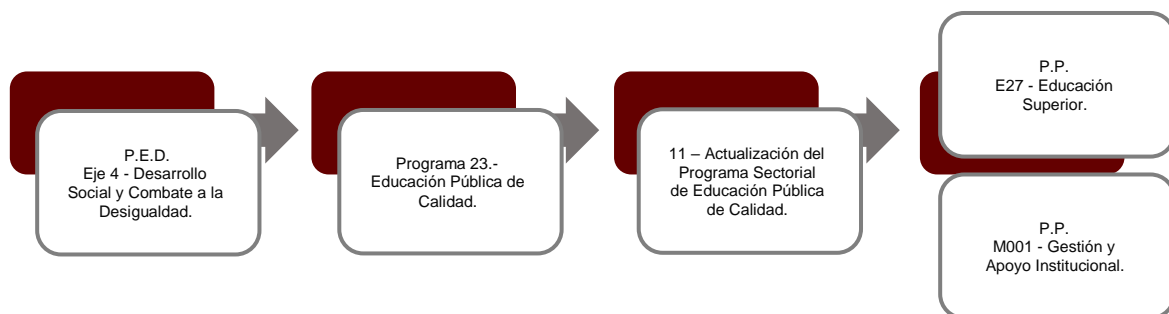 P.E.D.
Eje 4 - Desarrollo
Social y Combate a la
Desigualdad.
Programa 23.-
Educación Pública de
Calidad.
11 – Actualización del
Programa Sectorial
de Educación Pública
de Calidad.
P.P.
E27 - Educación
Superior.
P.P.
M001 - Gestión y
Apoyo Institucional.